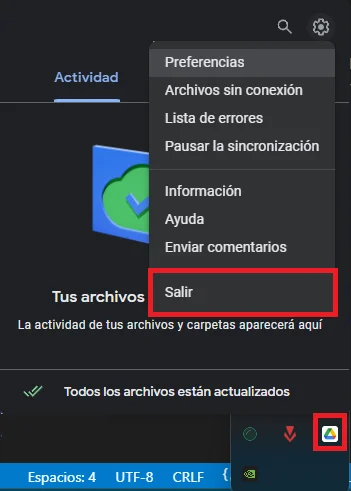 Actividad
Preferencias
Archivos sin conexión
Lista de errores
Pausar la sincronización
Información
Ayuda
Enviar comentarios
Salir
Tus archivos
La actividad de tus archivos y carpetas aparecerá aquí
Todos los archivos están actualizados
Espacios: 4 UTF-8 CRLF {